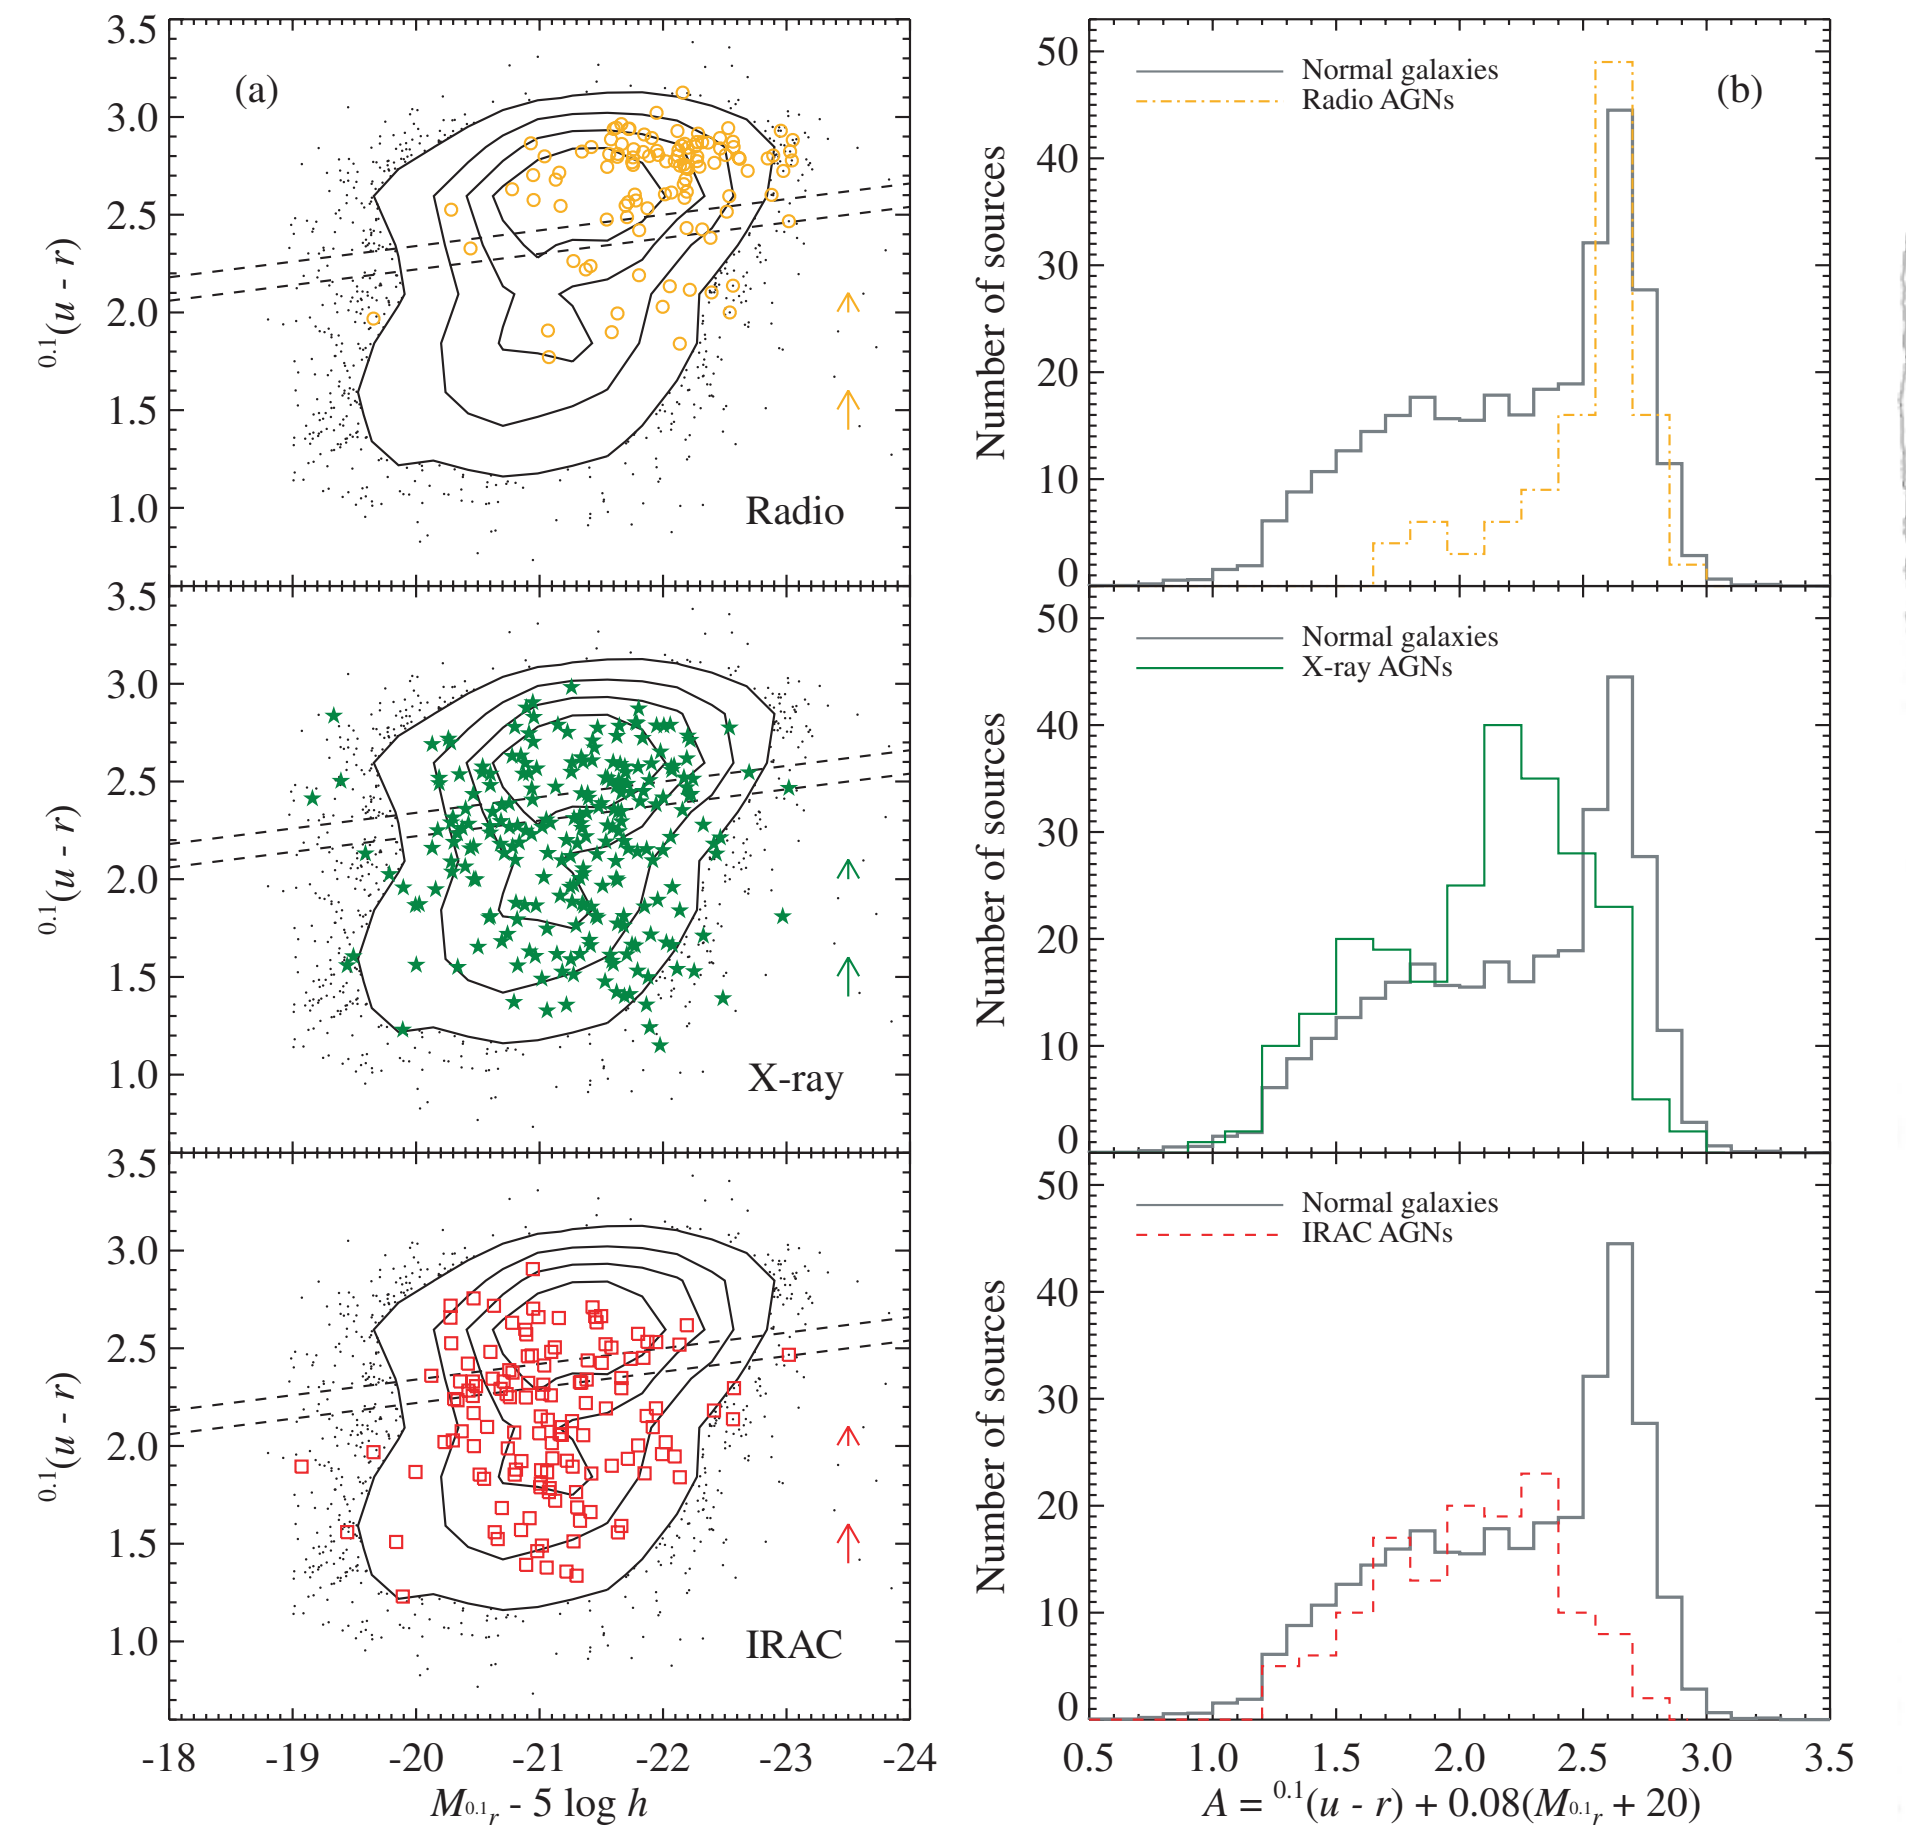 (a)
3.5
3.0
2.5
2.0
1.5
1.0
0.1(u - r)
Radio
3.5
3.0
2.5
2.0
1.5
1.0
0.1(u - r)
X-ray
3.5
3.0
2.5
2.0
1.5
1.0
0.1(u - r)
IRAC
-18 -19 -20 -21 -22 -23 -24
M0.1r - 5 log h
(b)
Normal galaxies
Radio AGNs
50
40
30
20
10
0
Number of sources
Normal galaxies
X-ray AGNs
50
40
30
20
10
0
Number of sources
Normal galaxies
IRAC AGNs
50
40
30
20
10
0
Number of sources
0.5 1.0 1.5 2.0 2.5 3.0 3.5
A = 0.1(u - r) + 0.08(M0.1r + 20)